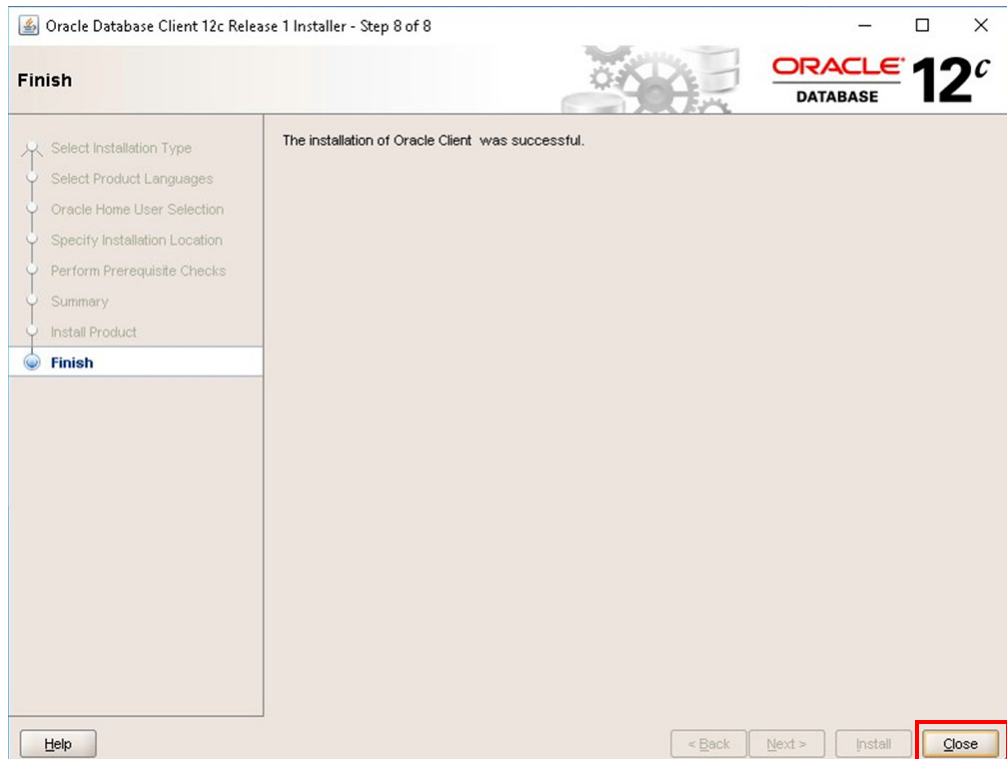 Oracle Database Client 12c Release 1 Installer - Step 8 of 8
Finish
ORACLE®
DATABASE
12c
Select Installation Type
Select Product Languages
Oracle Home User Selection
Specify Installation Location
Perform Prerequisite Checks
Summary
Install Product
Finish
The installation of Oracle Client  was successful.
Help
< Back
Next >
Install
Close